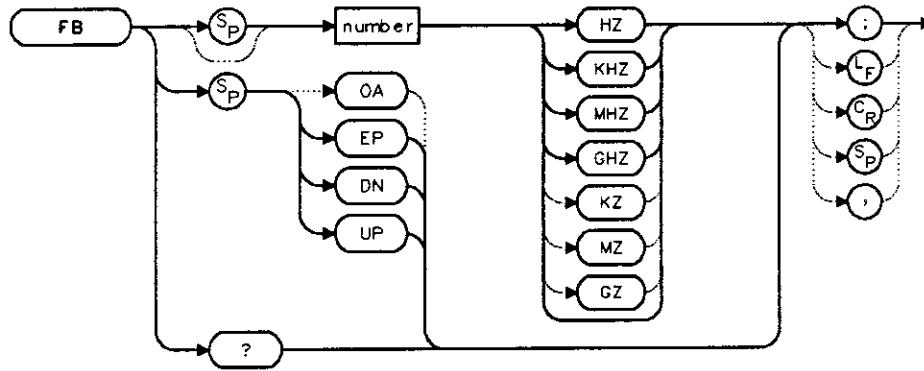 FB SP number HZ ;
KHZ LF
SP OA MHZ CR
EP GHZ SP
DN KZ ,
UP MZ
GZ
?